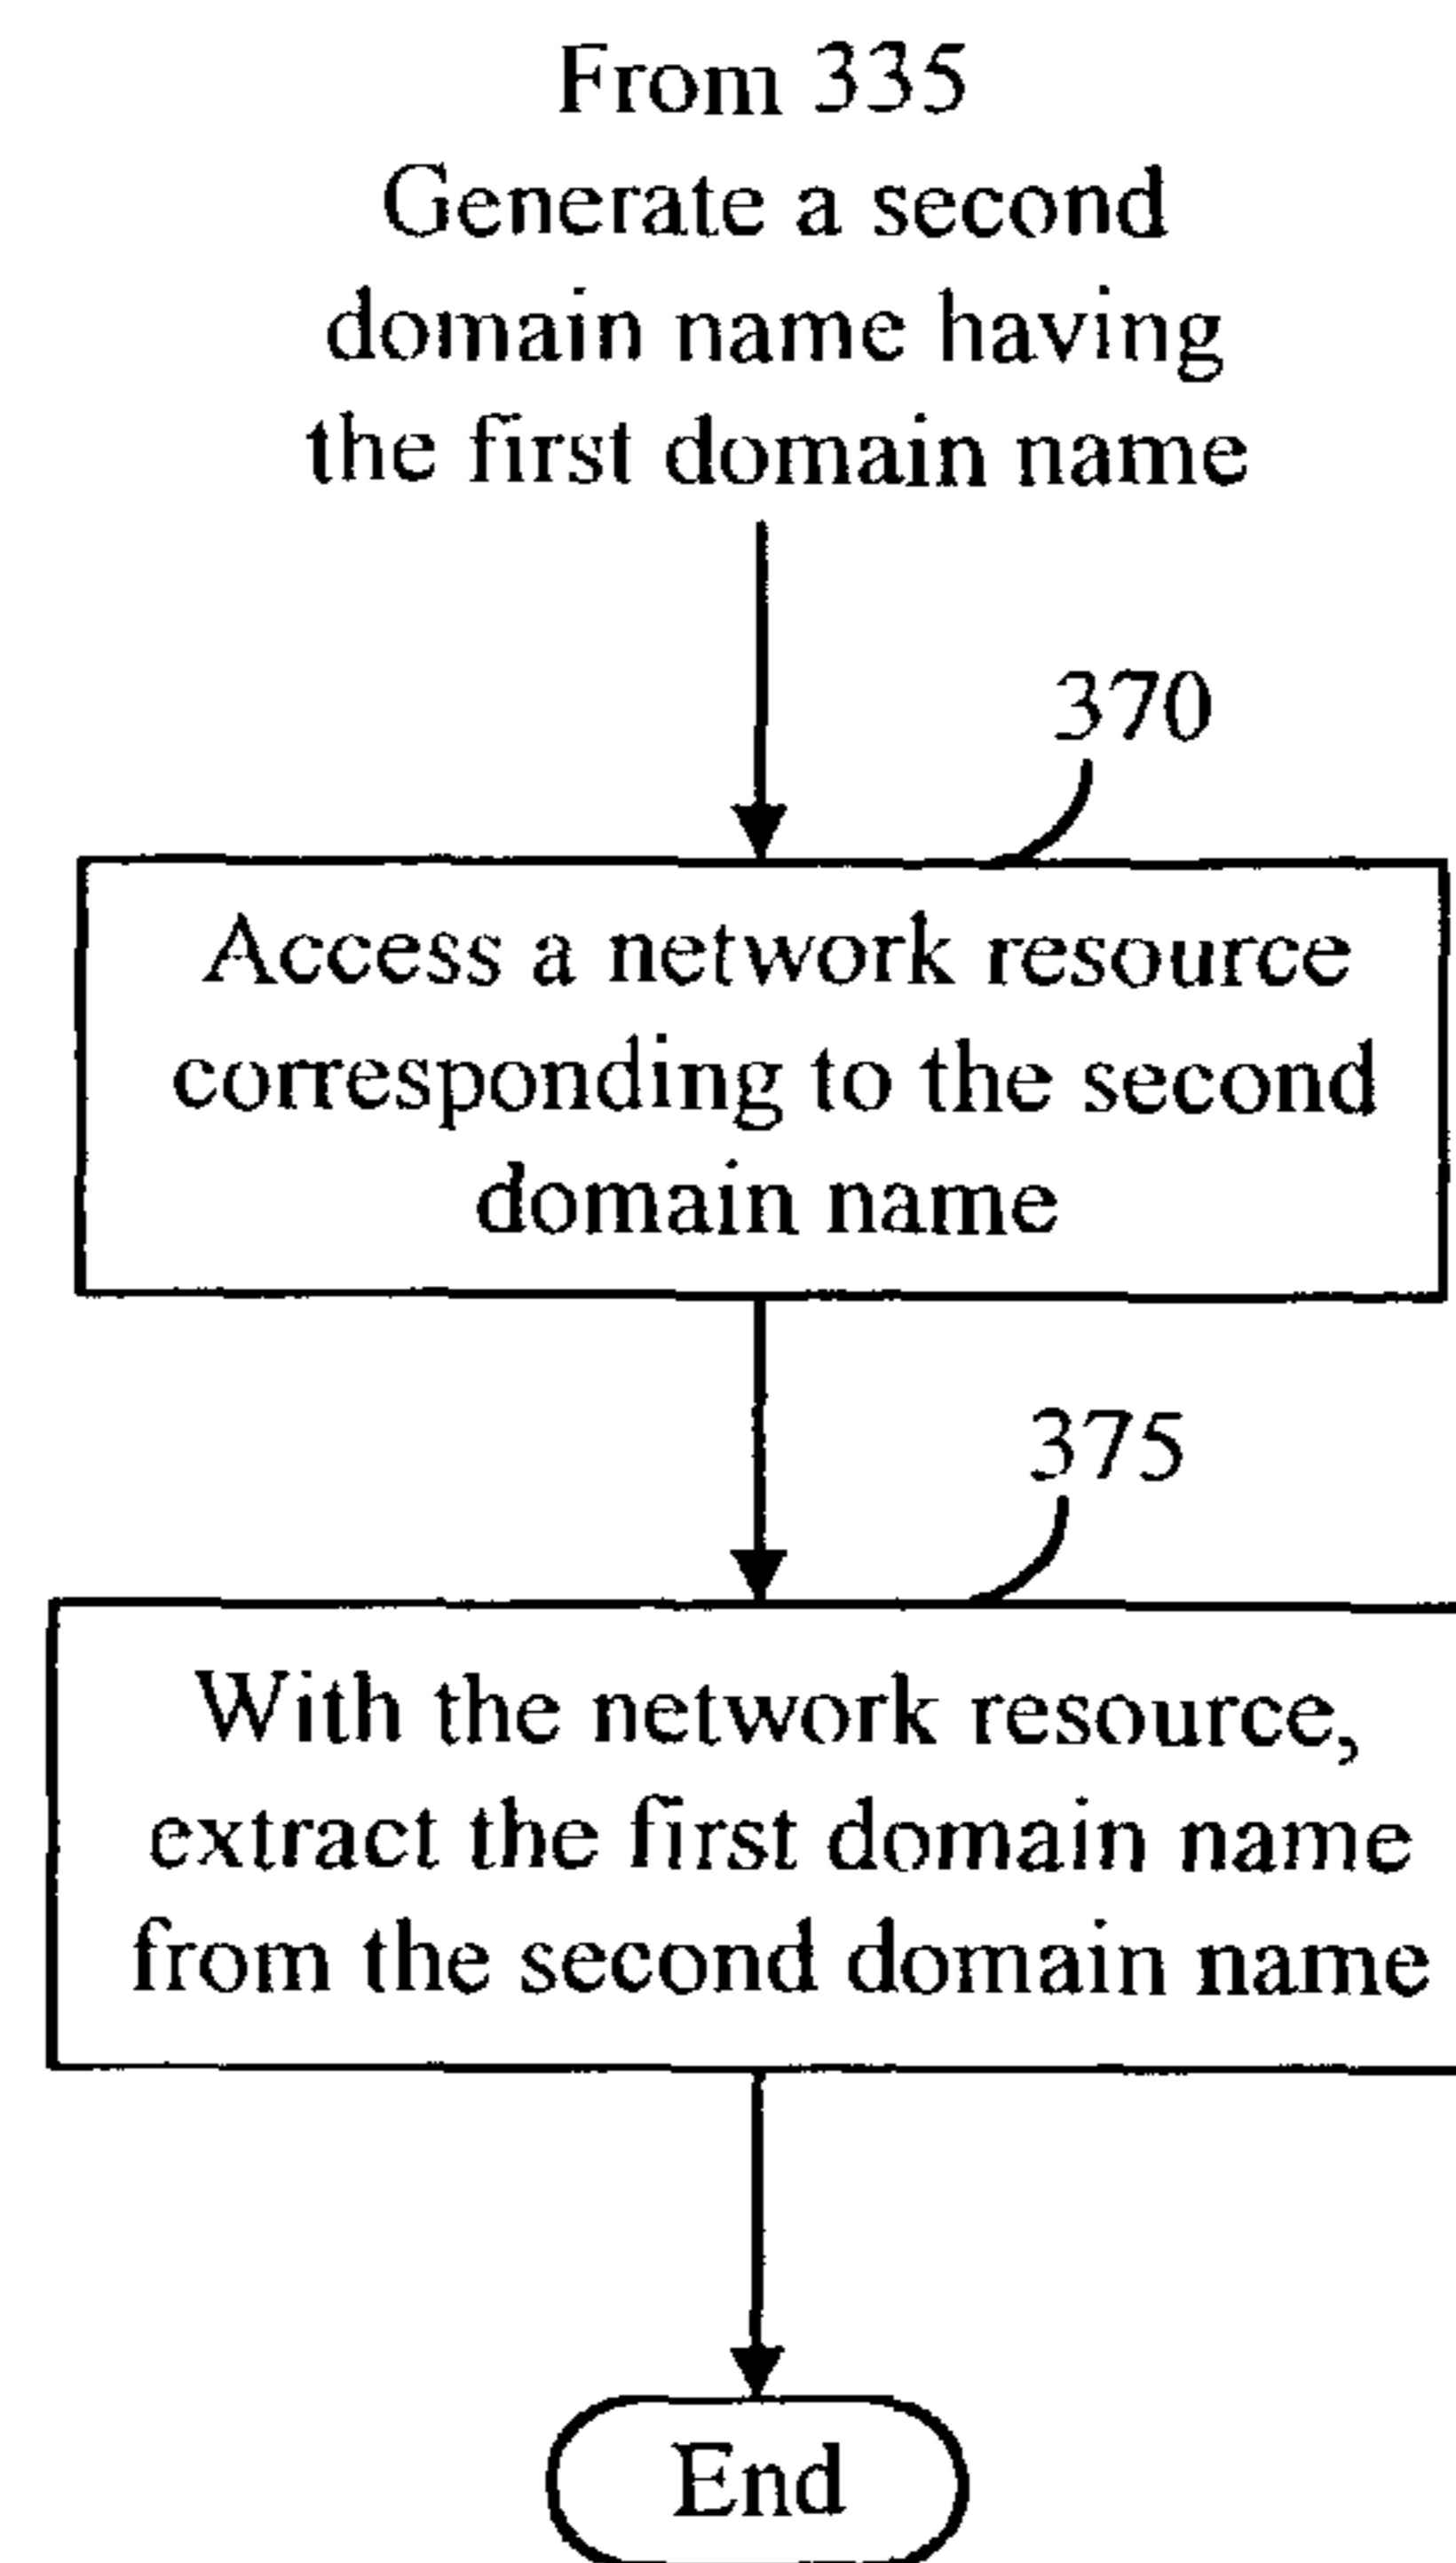 From 335
Generate a second
domain name having
the first domain name
370
Access a network resource
corresponding to the second
domain name
375
With the network resource,
extract the first domain name
from the second domain name
End